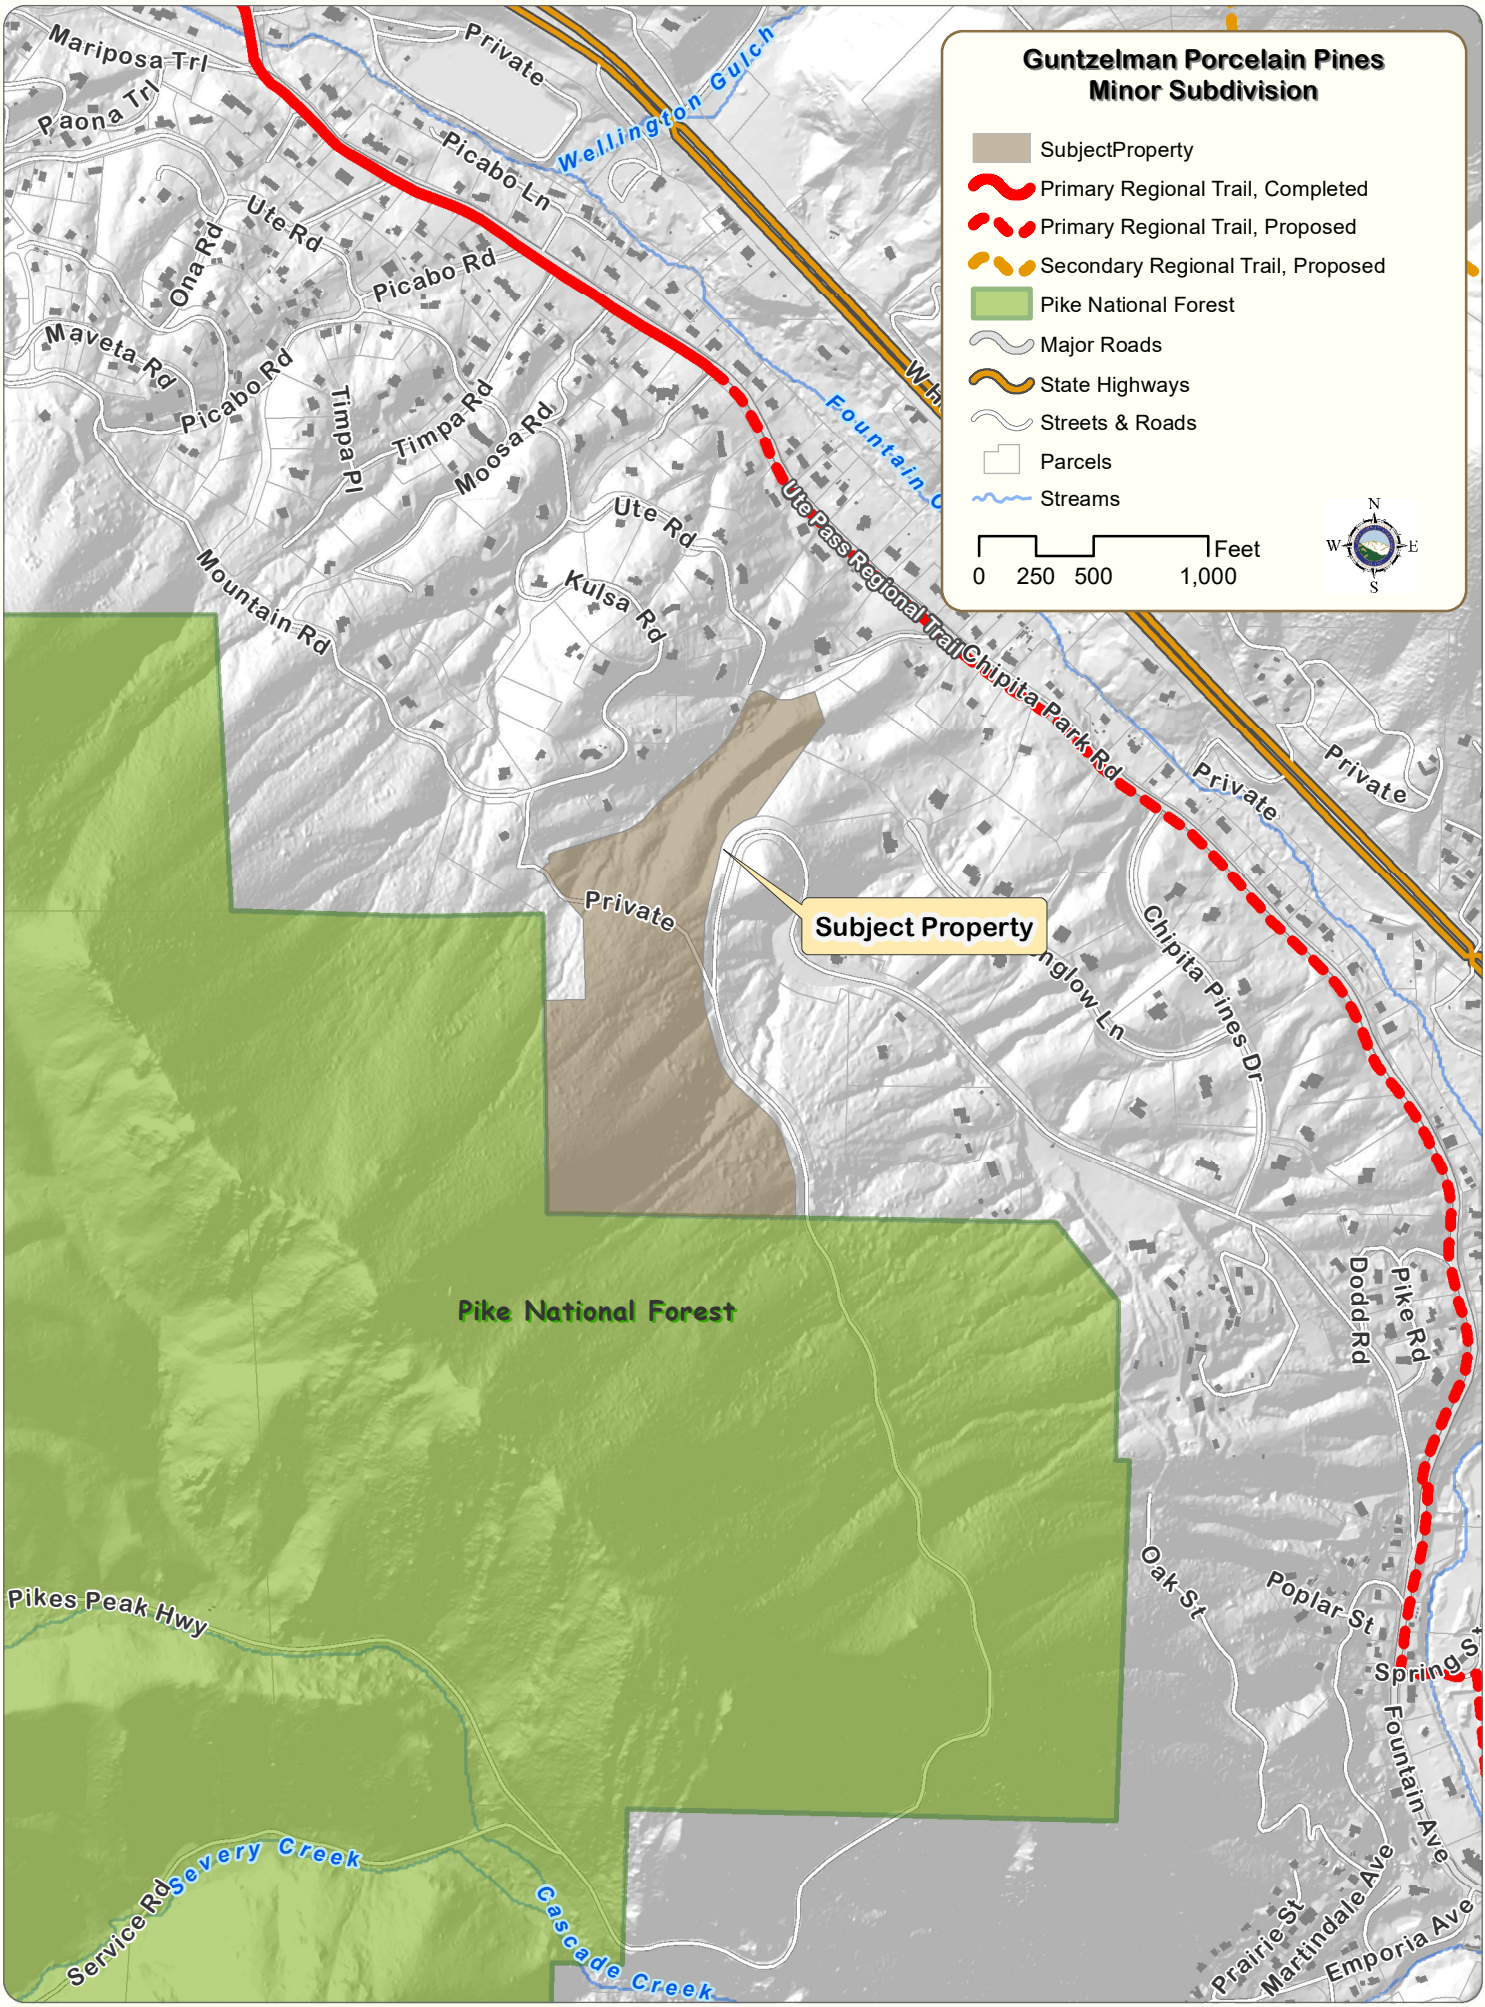 Guntzelman Porcelain Pines
Minor Subdivision
SubjectProperty
Primary Regional Trail, Completed
Primary Regional Trail, Proposed
Secondary Regional Trail, Proposed
Pike National Forest
Major Roads
State Highways
Streets & Roads
Parcels
Streams
Feet
0 250 500 1,000
N
W E
S
Mariposa Trl
Paona Trl
Private
Wellington Gulch
Picabo Ln
Ute Rd
Ona Rd
Picabo Rd
Maveta Rd
Picabo Rd
Timpa Pl
Timpa Rd
Moosa Rd
Fountain
Ute Rd
Ute Pass Regional Trail
Mountain Rd
Kulsa Rd
Chipita Park Rd
Private
Private
Private
Subject Property
nglow Ln
Chipita Pines Dr
Dodd Rd
Pike Rd
Pike National Forest
Oak St
Poplar St
Spring St
Pikes Peak Hwy
Fountain Ave
Severy Creek
Service Rd
Cascade Creek
Prairie St
Martindale Ave
Emporia Ave